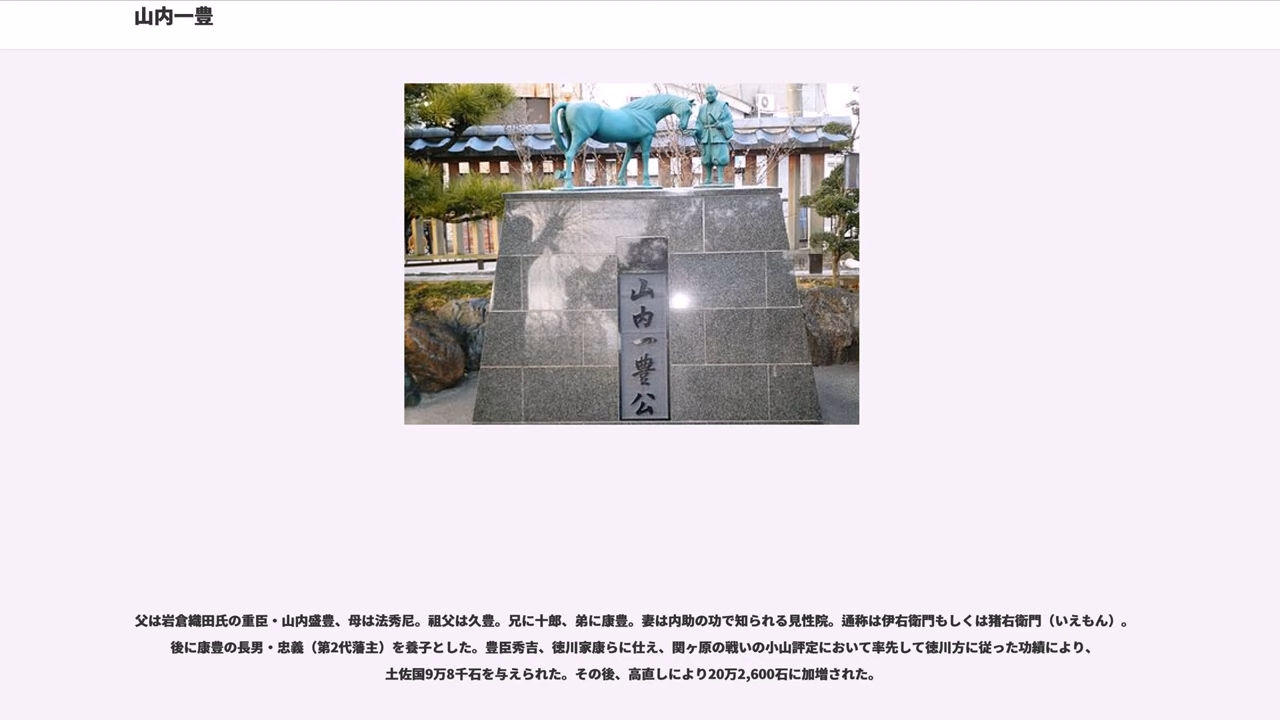 山内一豊
山内一豊公
父は岩倉織田氏の重臣・山内盛豊、母は法秀尼。祖父は久豊。兄に十郎、弟に康豊。妻は内助の功で知られる見性院。通称は伊右衛門もしくは猪右衛門（いえもん）。
後に康豊の長男・忠義（第2代藩主）を養子とした。豊臣秀吉、徳川家康らに仕え、関ヶ原の戦いの小山評定において率先して徳川方に従った功績により、
土佐国9万8千石を与えられた。その後、高直しにより20万2,600石に加増された。